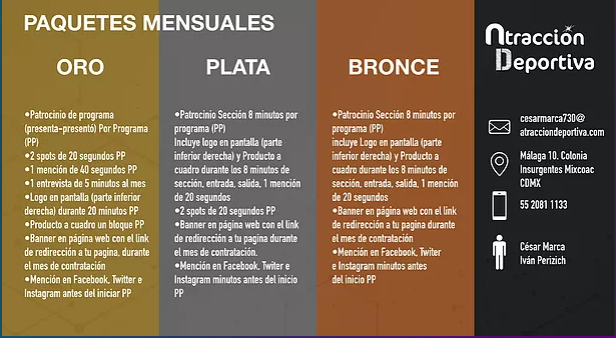 PAQUETES MENSUALES
ORO
•Patrocinio de programa
(presenta-presentó) Por Programa
(PP)
•2 spots de 20 segundos PP
•1 mención de 40 segundos PP
•1 entrevista de 5 minutos al mes
•Logo en pantalla (parte inferior
derecha) durante 20 minutos PP
•Producto a cuadro un bloque PP
•Banner en página web con el link
de redirección a tu pagina, durante
el mes de contratación
•Mención en Facebook, Twitter e
Instagram antes del iniciar PP
PLATA
•Patrocinio Sección 8 minutos por
programa (PP)
Incluye Logo en pantalla (parte
inferior derecha) y Producto a
cuadro durante los 8 minutos de
sección, entrada, salida, 1 mención
de 20 segundos
•2 spots de 20 segundos PP
•Banner en página web con el link
de redirección a tu pagina durante
el mes de contratación.
•Mención en Facebook, Twitter e
Instagram minutos antes del inicio
PP
BRONCE
•Patrocinio Sección 8 minutos por
programa (PP)
incluye Logo en pantalla (parte
inferior derecha) y Producto a
cuadro durante los 8 minutos de
sección, entrada, salida, 1 mención
de 20 segundos
•Banner en página web con el link
de redirección a tu pagina durante
el mes de contratación
•Mención en Facebook, Twitter
e Instagram minutos antes
del inicio PP
ntracción
Deportiva
cesarmarca730@
atracciondeportiva.com
Málaga 10. Colonia
Insurgentes Mixcoac
CDMX
55 2081 1133
César Marca
Iván Perizich